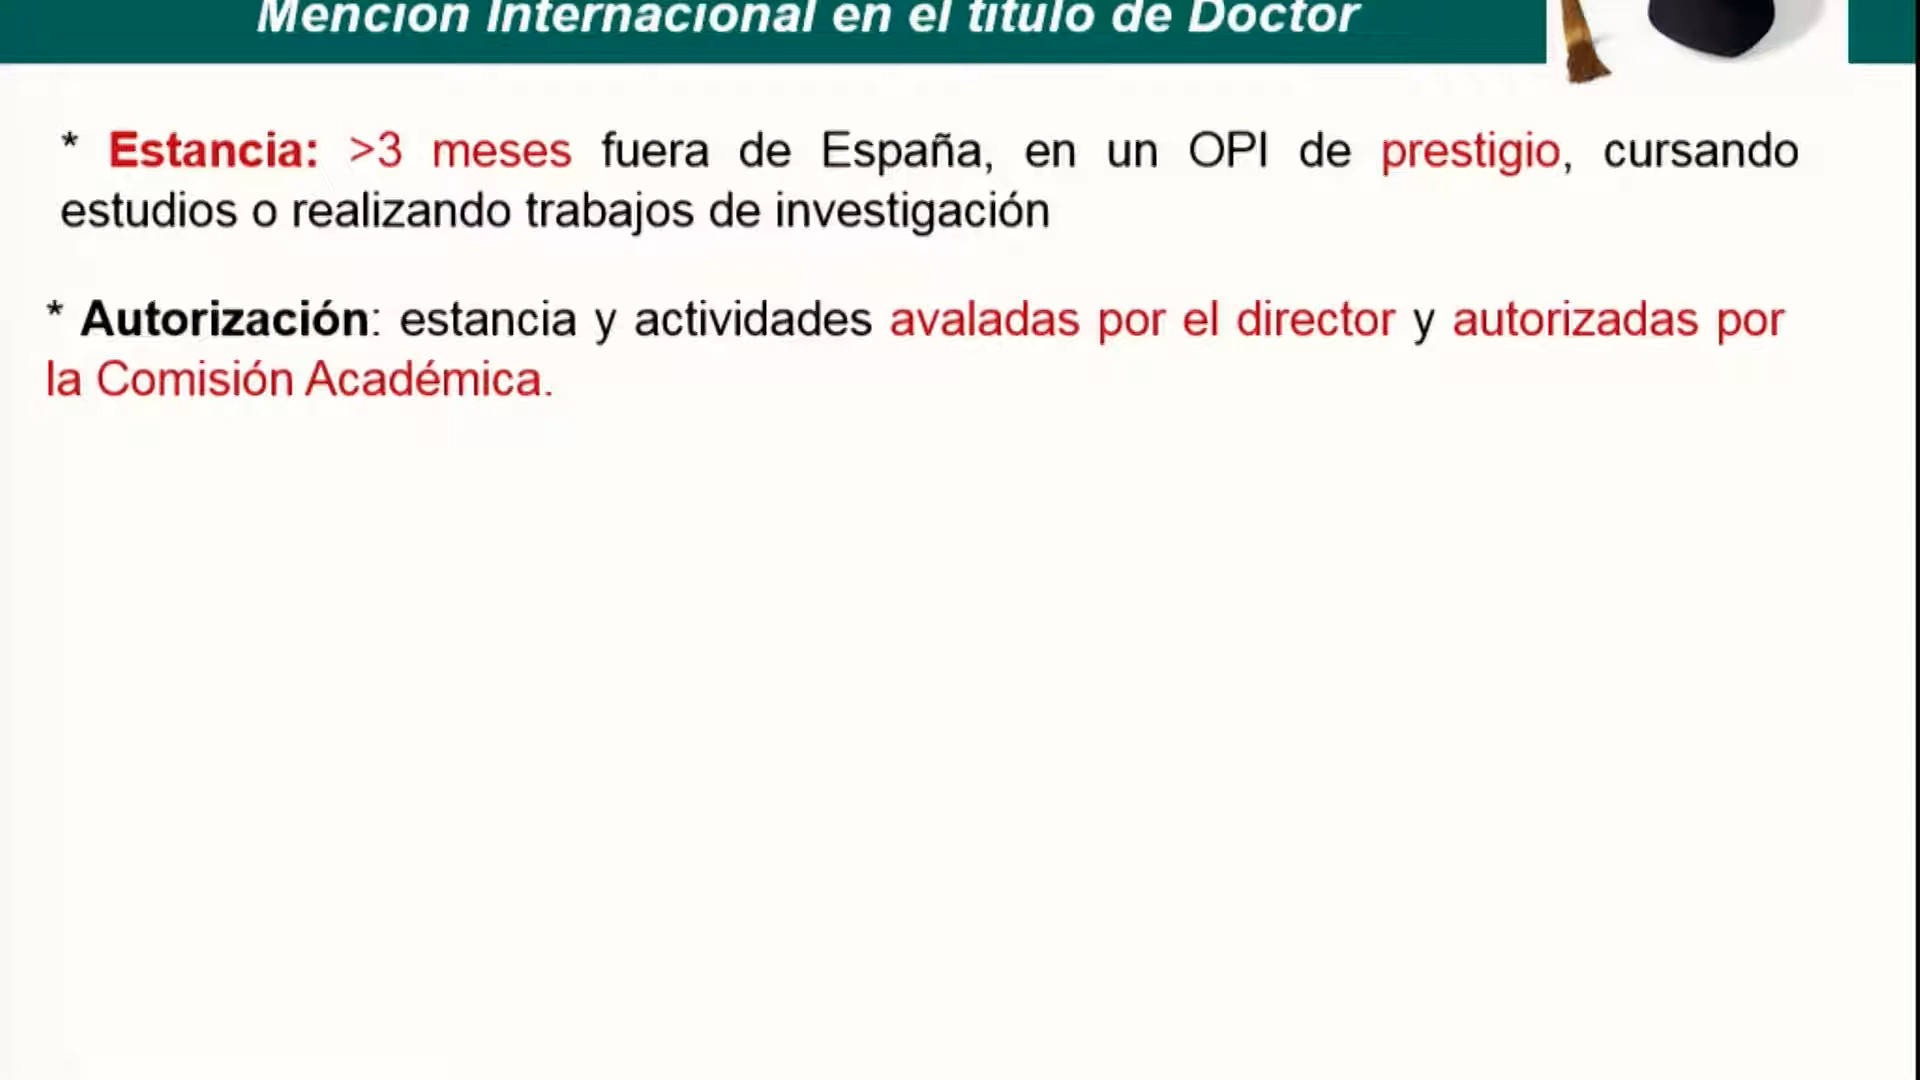 Mención Internacional en el título de Doctor
* Estancia: >3 meses fuera de España, en un OPI de prestigio, cursando
estudios o realizando trabajos de investigación
* Autorización: estancia y actividades avaladas por el director y autorizadas por
la Comisión Académica.